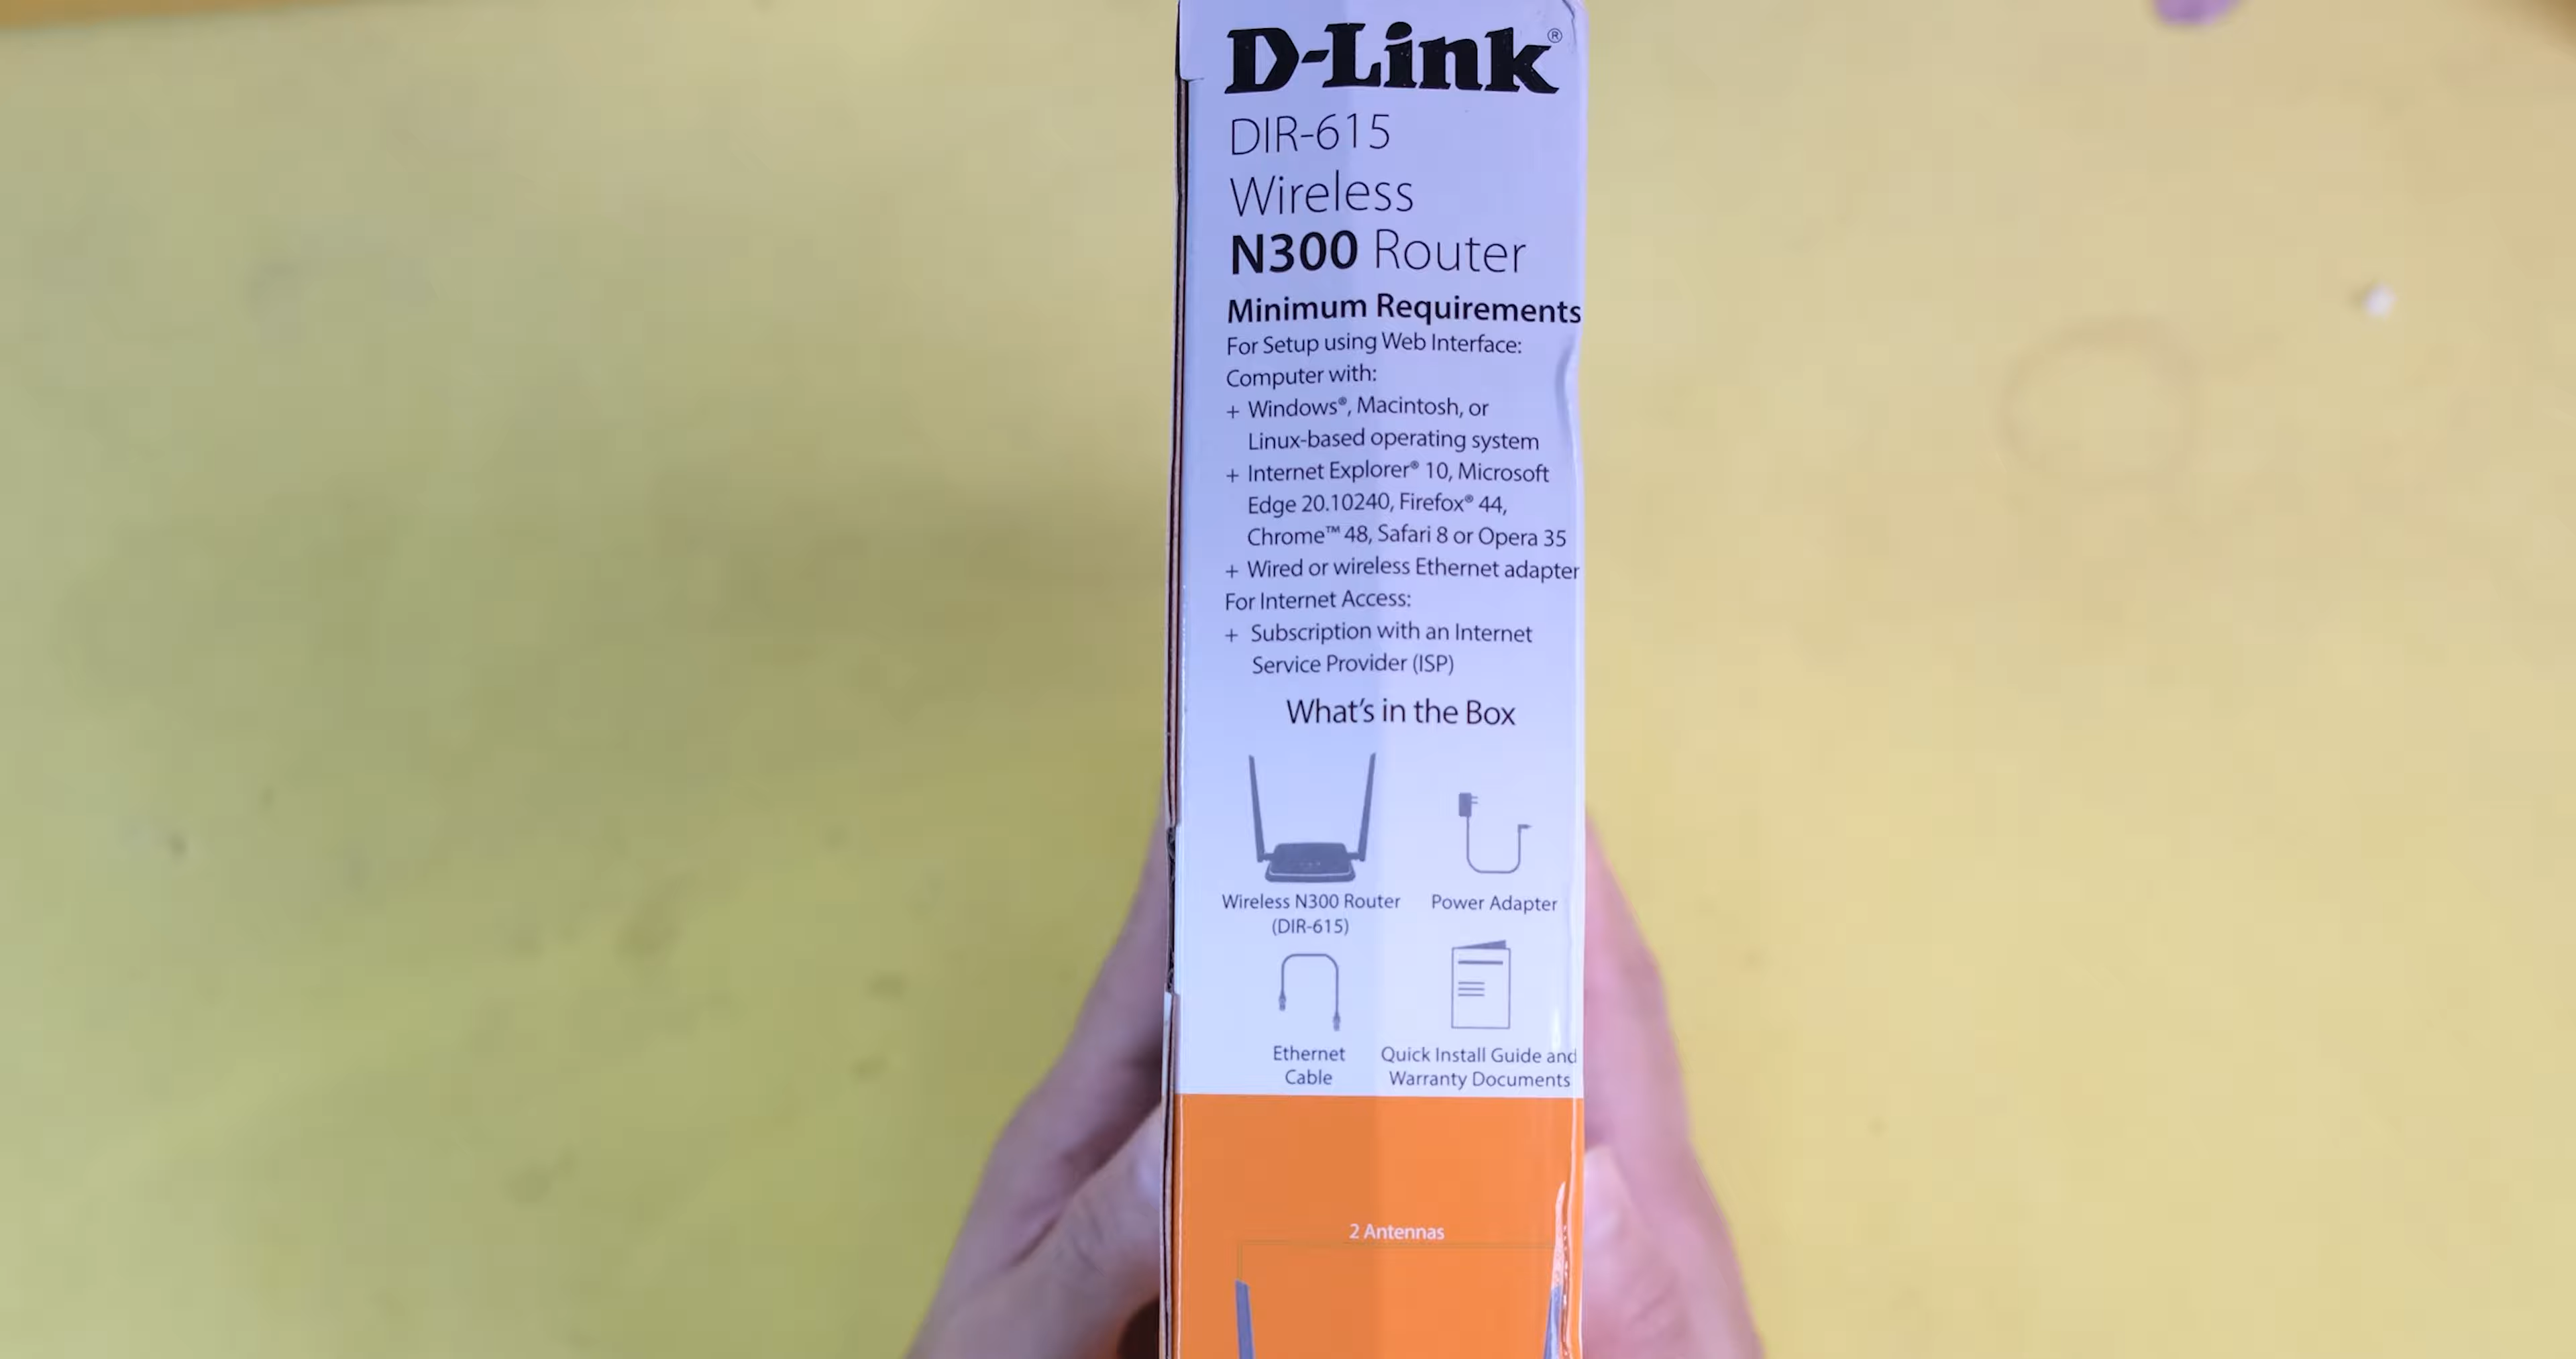 D-Link®
DIR-615
Wireless
N300 Router
Minimum Requirements
For Setup using Web Interface:
Computer with:
+ Windows®, Macintosh, or
Linux-based operating system
+ Internet Explorer® 10, Microsoft
Edge 20.10240, Firefox® 44,
Chrome™ 48, Safari 8 or Opera 35
+ Wired or wireless Ethernet adapter
For Internet Access:
+ Subscription with an Internet
Service Provider (ISP)
What's in the Box
Wireless N300 Router
(DIR-615)
Power Adapter
Ethernet
Cable
Quick Install Guide and
Warranty Documents
2 Antennas